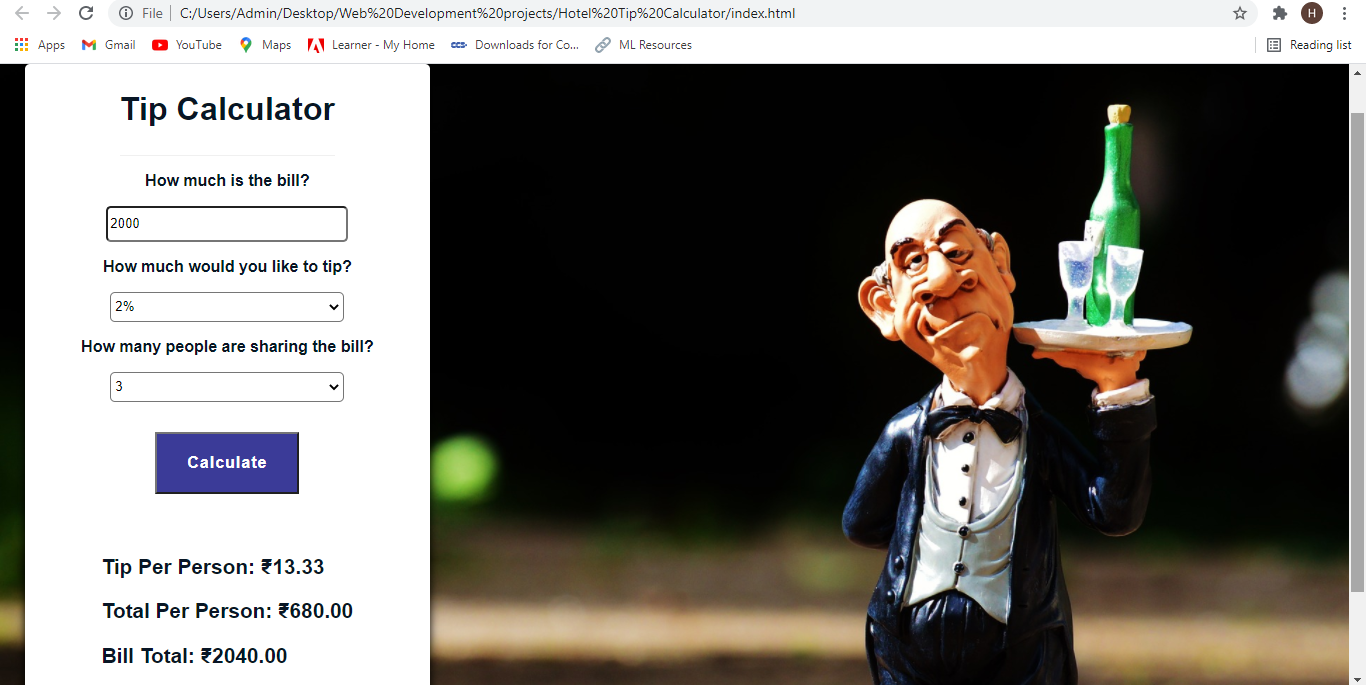 File C:/Users/Admin/Desktop/Web%20Development%20projects/Hotel%20Tip%20Calculator/index.html H
Apps Gmail YouTube Maps Learner - My Home CCS Downloads for Co... ML Resources Reading list
Tip Calculator
How much is the bill?
2000
How much would you like to tip?
2%
How many people are sharing the bill?
3
Calculate
Tip Per Person: ₹13.33
Total Per Person: ₹680.00
Bill Total: ₹2040.00